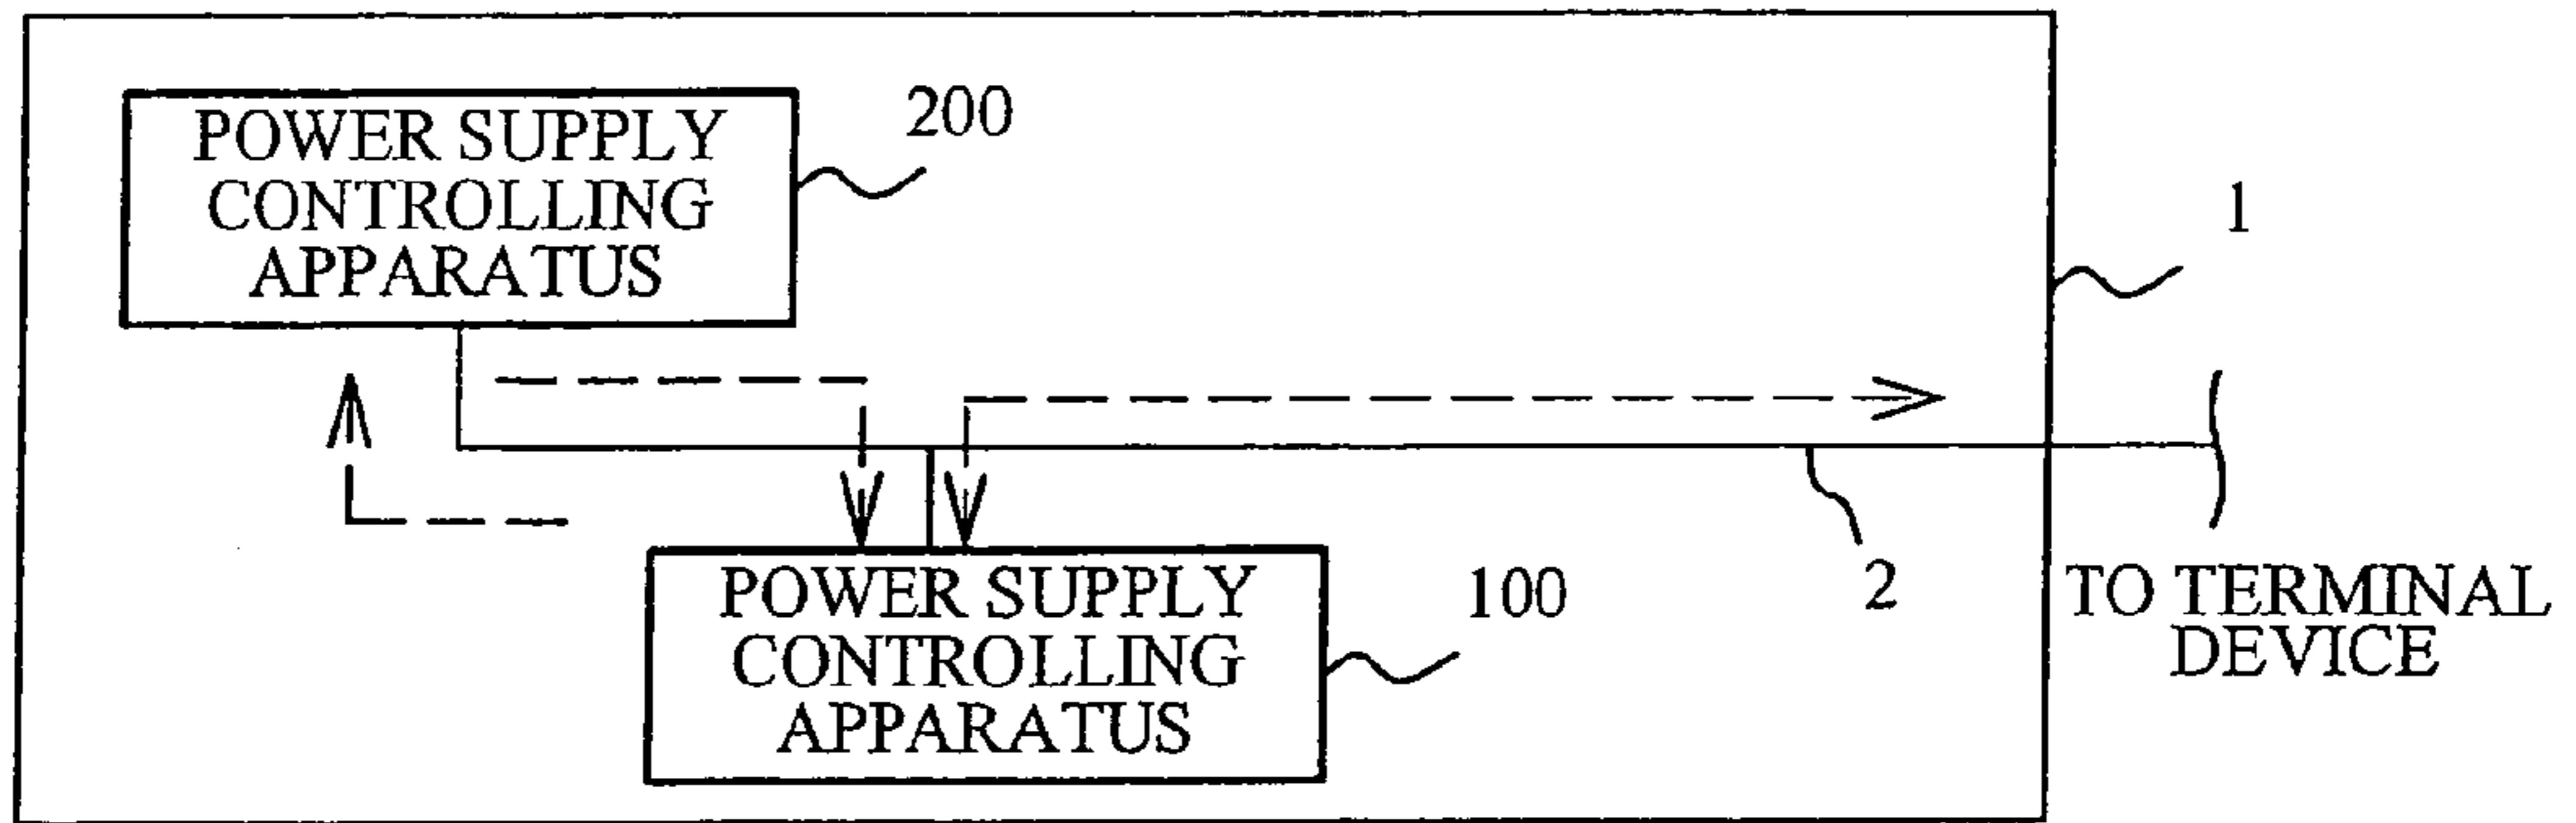 POWER SUPPLY
CONTROLLING
APPARATUS
200
1
POWER SUPPLY
CONTROLLING
APPARATUS
100
2
TO TERMINAL
DEVICE